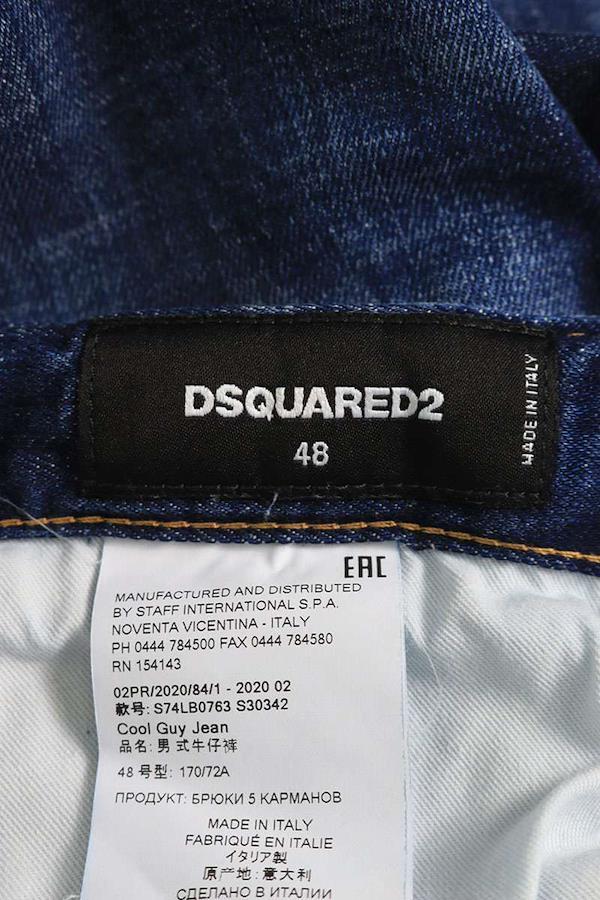 DSQUARED2
48
MADE IN ITALY
EAC
MANUFACTURED AND DISTRIBUTED
BY STAFF INTERNATIONAL S.P.A.
NOVENTA VICENTINA - ITALY
PH 0444 784500 FAX 0444 784580
RN 154143
02PR/2020/84/1 - 2020 02
款号: S74LB0763 S30342
Cool Guy Jean
品名: 男式牛仔裤
48 号型: 170/72A
ПРОДУКТ: БРЮКИ 5 КАРМАНОВ
MADE IN ITALY
FABRIQUÉ EN ITALIE
イタリア製
原产地: 意大利
СДЕЛАНО В ИТАЛИИ